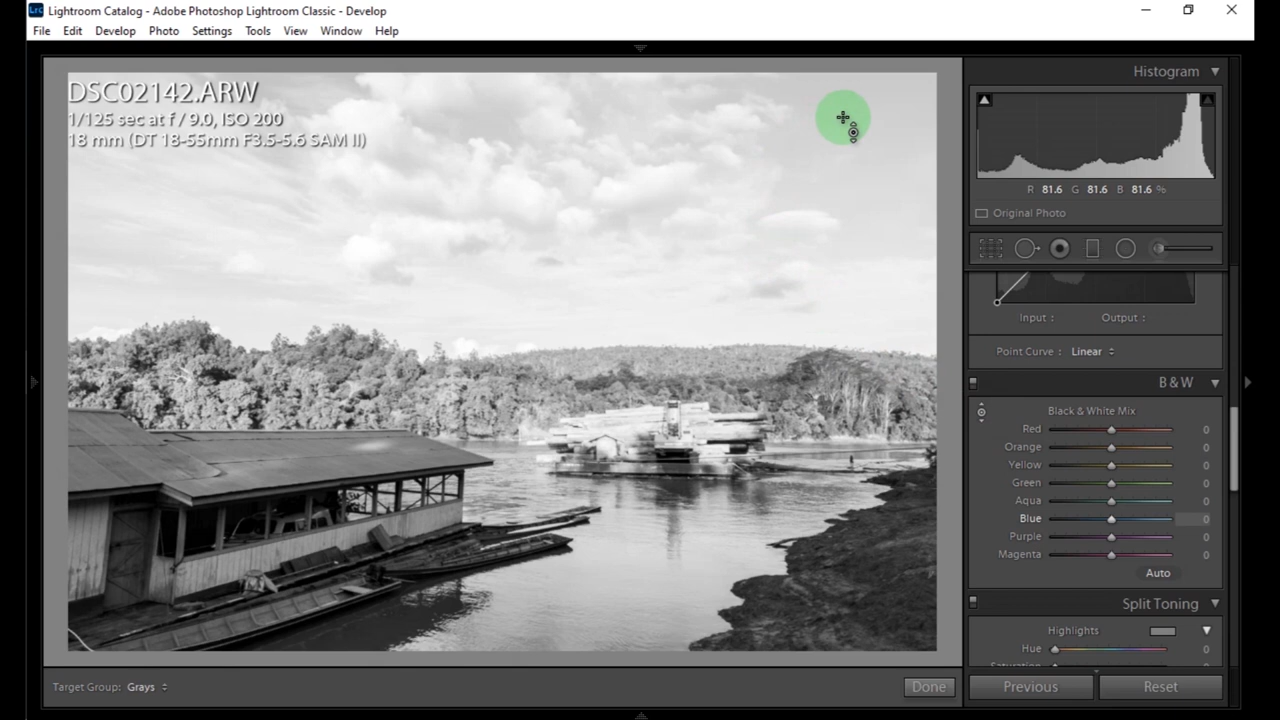 Lrc Lightroom Catalog - Adobe Photoshop Lightroom Classic - Develop
File Edit Develop Photo Settings Tools View Window Help
DSC02142.ARW
1/125 sec at f / 9.0, ISO 200
18 mm (DT 18-55mm F3.5-5.6 SAM II)
Histogram
R 81.6 G 81.6 B 81.6 %
Original Photo
Input : Output :
Point Curve : Linear
B & W
Black & White Mix
Red 0
Orange 0
Yellow 0
Green 0
Aqua 0
Blue 0
Purple 0
Magenta 0
Auto
Split Toning
Highlights
Hue 0
Saturation
Target Group: Grays
Done
Previous
Reset